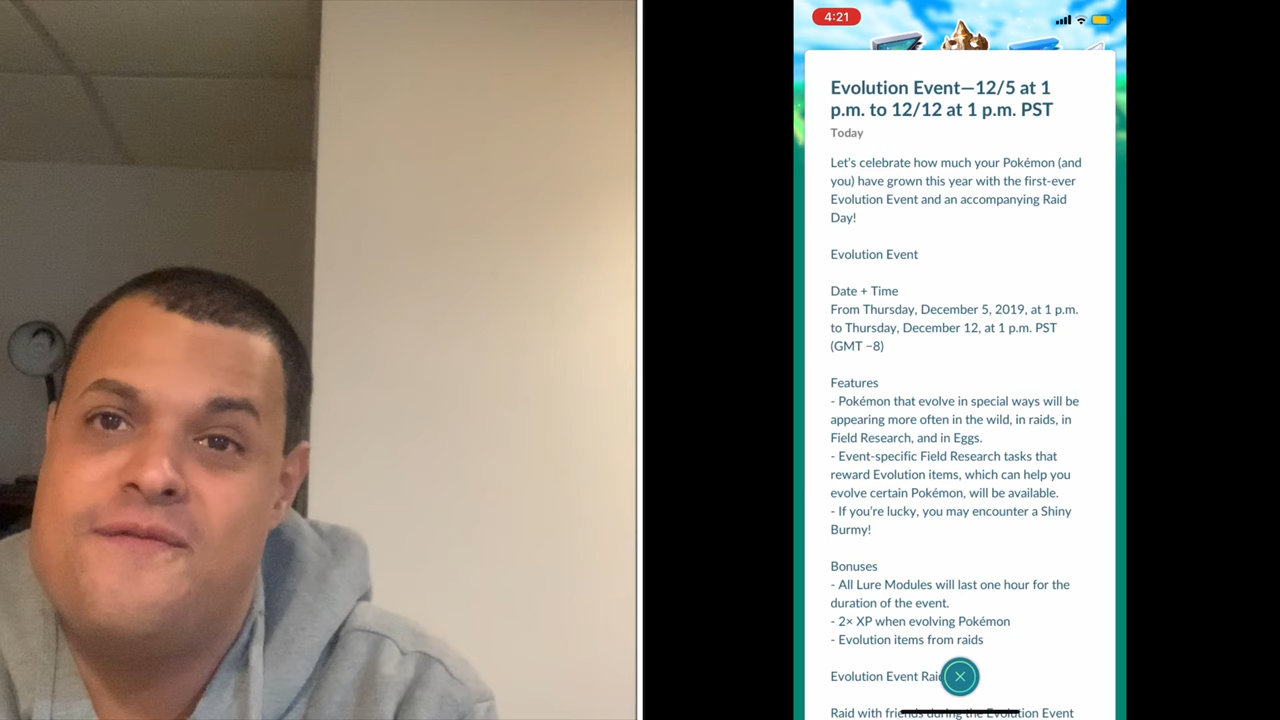 4:21
Evolution Event—12/5 at 1
p.m. to 12/12 at 1 p.m. PST
Today
Let's celebrate how much your Pokémon (and
you) have grown this year with the first-ever
Evolution Event and an accompanying Raid
Day!
Evolution Event
Date + Time
From Thursday, December 5, 2019, at 1 p.m.
to Thursday, December 12, at 1 p.m. PST
(GMT −8)
Features
- Pokémon that evolve in special ways will be
appearing more often in the wild, in raids, in
Field Research, and in Eggs.
- Event-specific Field Research tasks that
reward Evolution items, which can help you
evolve certain Pokémon, will be available.
- If you're lucky, you may encounter a Shiny
Burmy!
Bonuses
- All Lure Modules will last one hour for the
duration of the event.
- 2× XP when evolving Pokémon
- Evolution items from raids
Evolution Event
Raid with friends during the Evolution Event